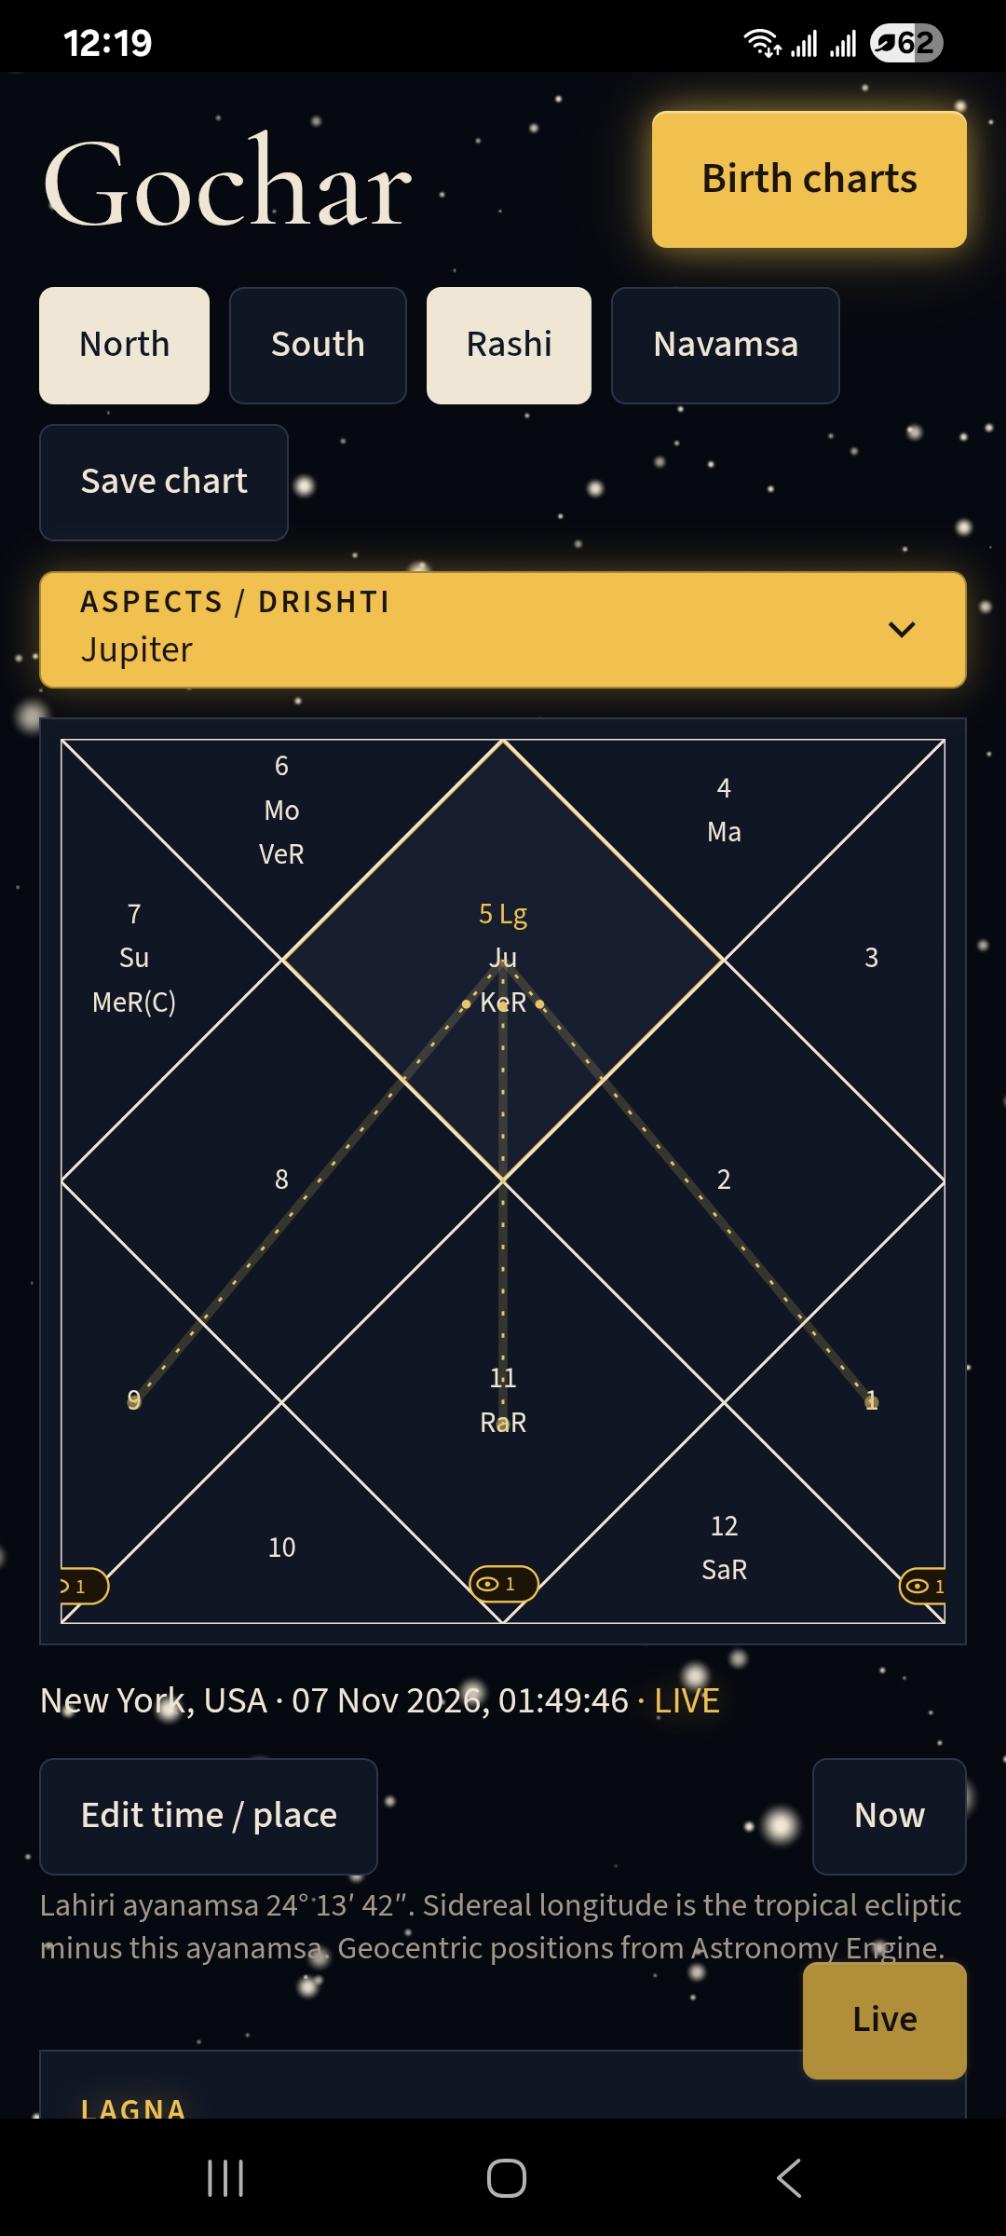 12:19
62
Gochar
Birth charts
North
South
Rashi
Navamsa
Save chart
ASPECTS / DRISHTI
Jupiter
6
Mo
VeR
4
Ma
7
Su
MeR(C)
5 Lg
Ju
KeR
3
8
2
9
11
RaR
1
10
12
SaR
1
1
1
New York, USA · 07 Nov 2026, 01:49:46 · LIVE
Edit time / place
Now
Lahiri ayanamsa 24° 13′ 42″. Sidereal longitude is the tropical ecliptic
minus this ayanamsa. Geocentric positions from Astronomy Engine.
Live
LAGNA